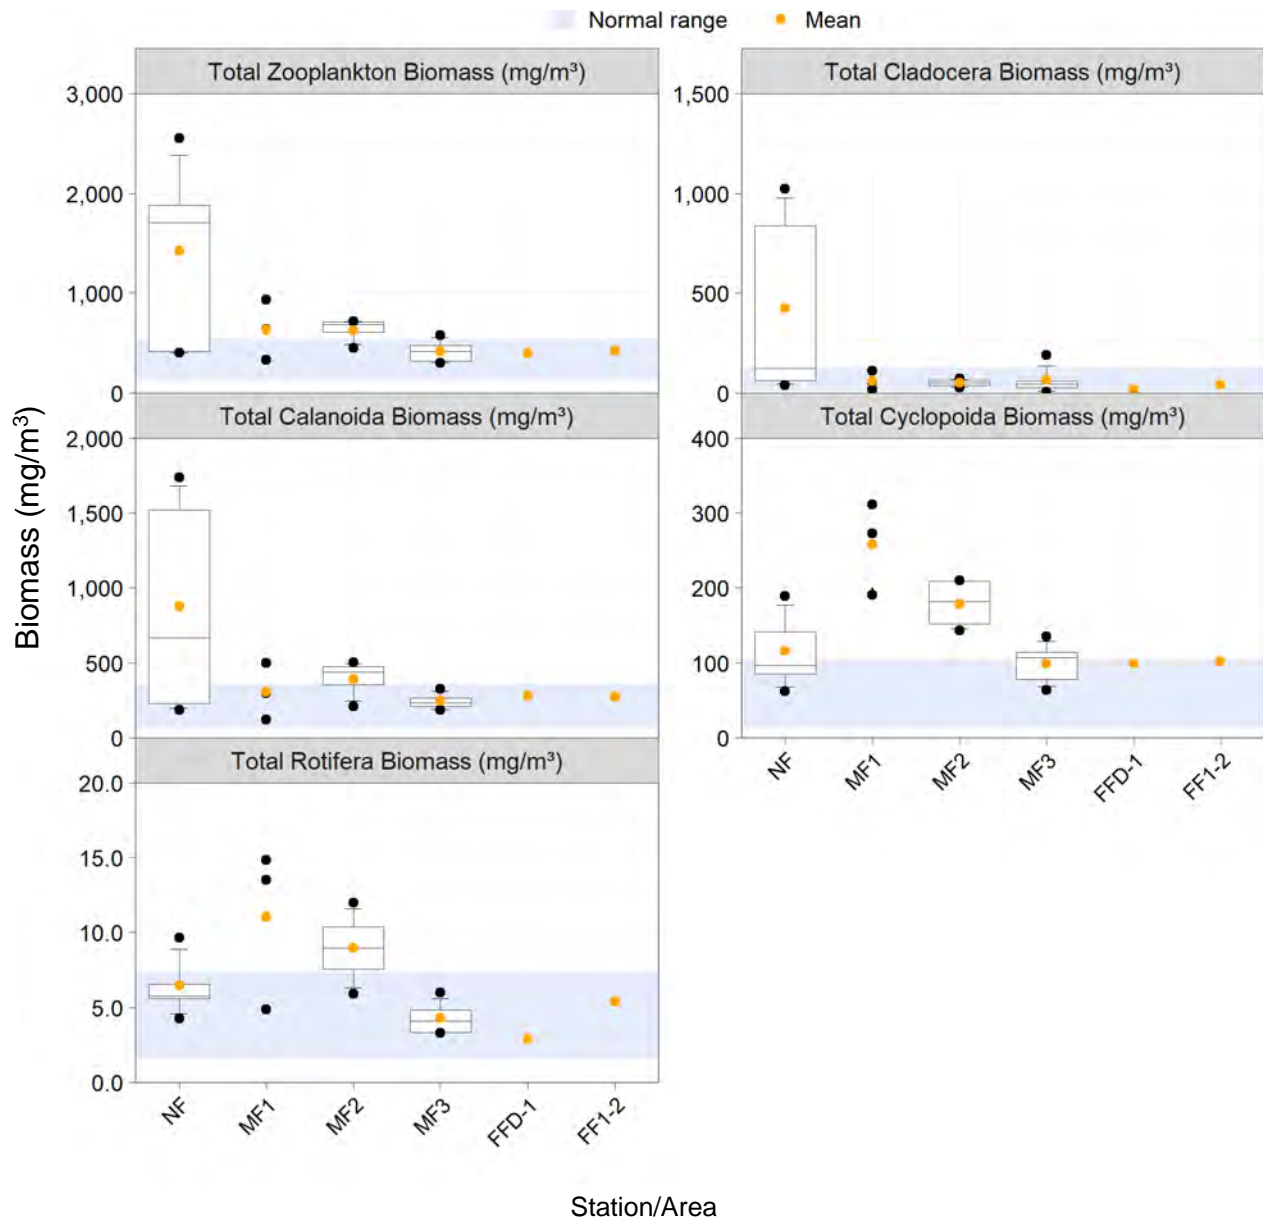 Normal range Mean
Total Zooplankton Biomass (mg/m³)
3,000
2,000
1,000
0
Total Cladocera Biomass (mg/m³)
1,500
1,000
500
0
Total Calanoida Biomass (mg/m³)
2,000
1,500
1,000
500
0
Total Cyclopoida Biomass (mg/m³)
400
300
200
100
0
NF MF1 MF2 MF3 FFD-1 FF1-2
Total Rotifera Biomass (mg/m³)
20.0
15.0
10.0
5.0
0.0
NF MF1 MF2 MF3 FFD-1 FF1-2
Biomass (mg/m³)
Station/Area